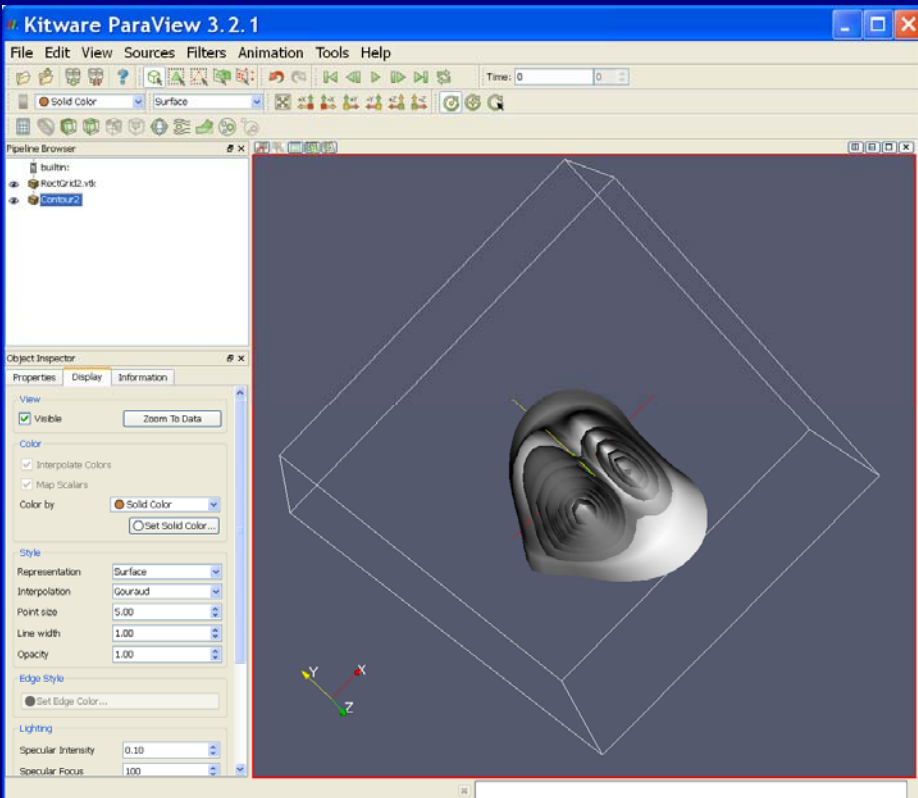 Kitware ParaView 3.2.1
File Edit View Sources Filters Animation Tools Help
Time: 0 0
Solid Color Surface
+X -X +Y -Y +Z -Z
Pipeline Browser
builtin:
RectGrid2.vtk
Contour2
Object Inspector
Properties Display Information
View
Visible Zoom To Data
Color
Interpolate Colors
Map Scalars
Color by Solid Color
Set Solid Color...
Style
Representation Surface
Interpolation Gouraud
Point size 5.00
Line width 1.00
Opacity 1.00
Edge Style
Set Edge Color...
Lighting
Specular Intensity 0.10
Specular Focus 100
Y X
Z